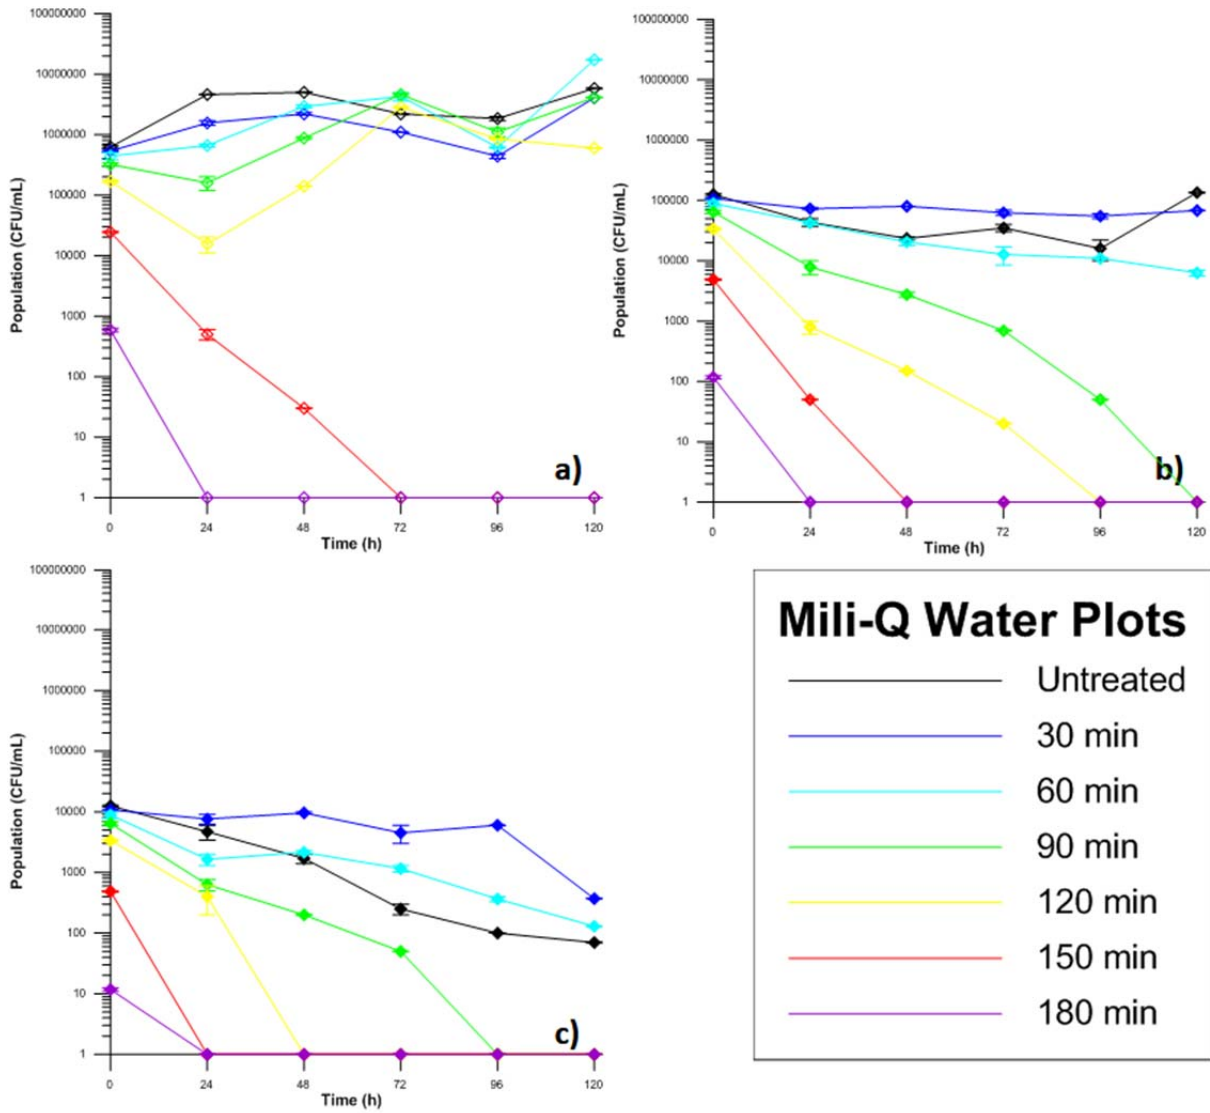 100000000
10000000
1000000
100000
10000
1000
100
10
1
Population (CFU/mL)
0 24 48 72 96 120
Time (h)
a)
100000000
10000000
1000000
100000
10000
1000
100
10
1
Population (CFU/mL)
0 24 48 72 96 120
Time (h)
b)
100000000
10000000
1000000
100000
10000
1000
100
10
1
Population (CFU/mL)
0 24 48 72 96 120
Time (h)
c)
Mili-Q Water Plots
Untreated
30 min
60 min
90 min
120 min
150 min
180 min